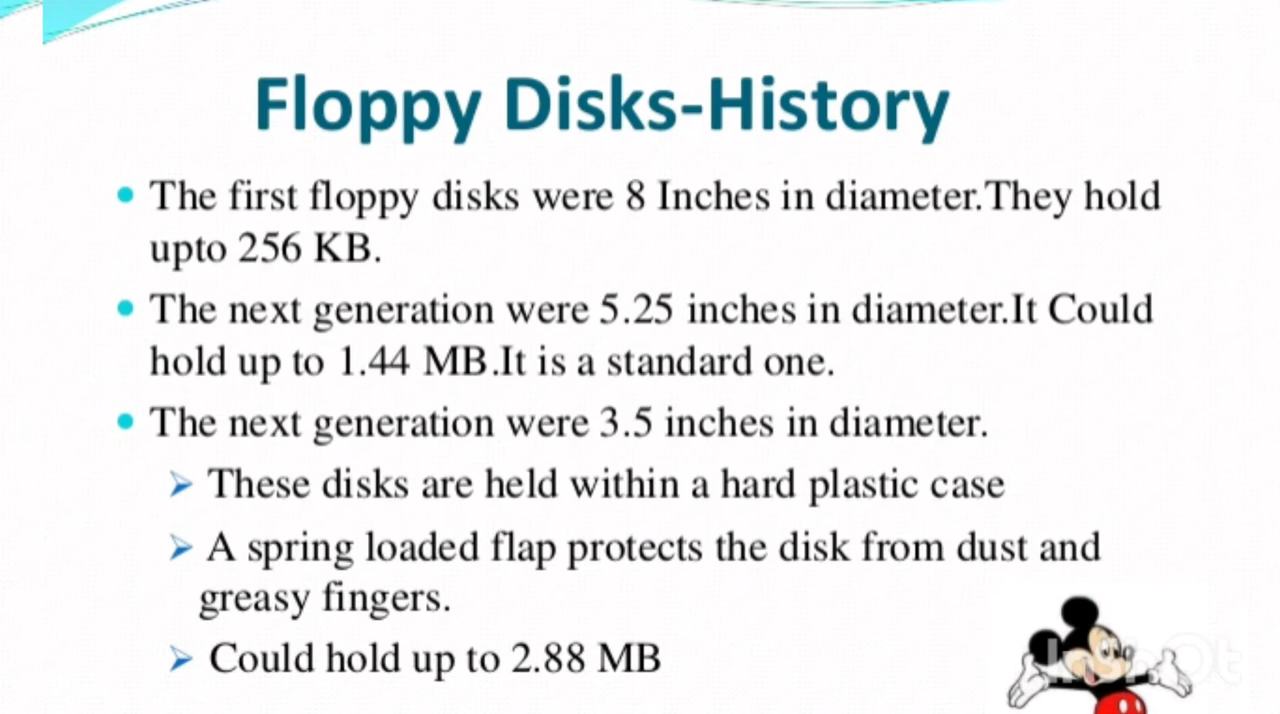 Floppy Disks-History
• The first floppy disks were 8 Inches in diameter.They hold
upto 256 KB.
• The next generation were 5.25 inches in diameter.It Could
hold up to 1.44 MB.It is a standard one.
• The next generation were 3.5 inches in diameter.
➢ These disks are held within a hard plastic case
➢ A spring loaded flap protects the disk from dust and
greasy fingers.
➢ Could hold up to 2.88 MB
InShOt